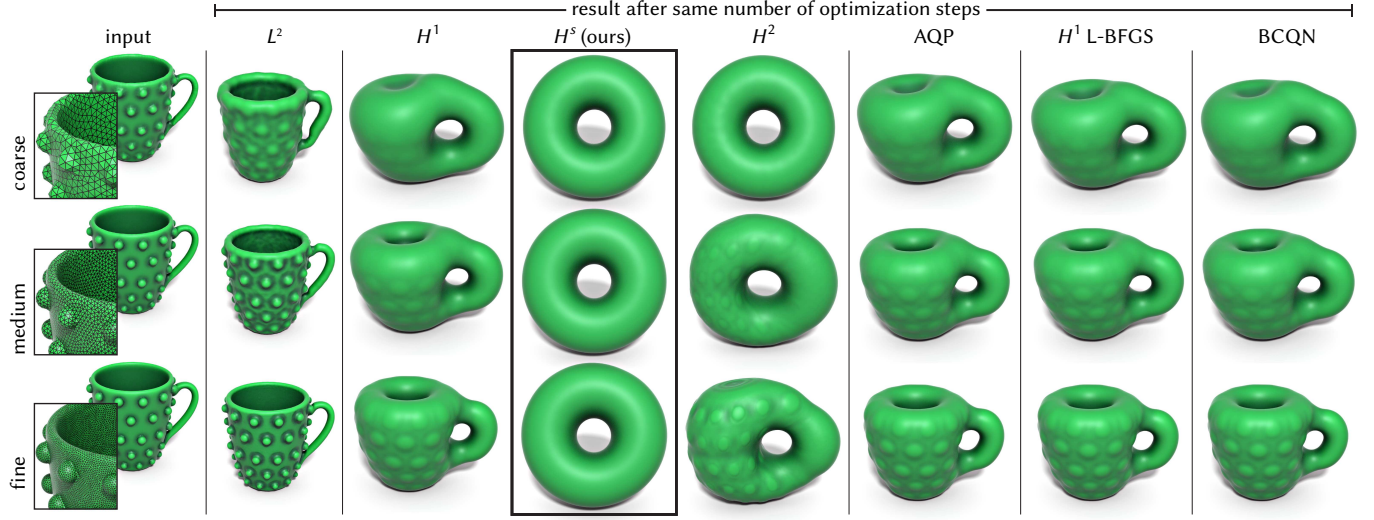 result after same number of optimization steps
input L² H¹ Hˢ (ours) H² AQP H¹ L-BFGS BCQN
coarse
medium
fine